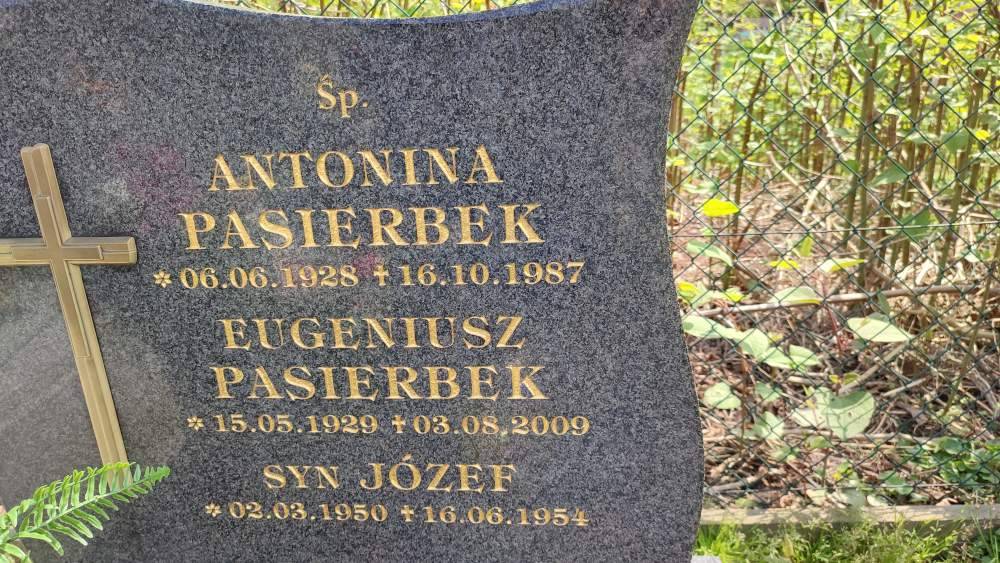 Śp.
ANTONINA
PASIERBEK
* 06.06.1928 ✝ 16.10.1987
EUGENIUSZ
PASIERBEK
* 15.05.1929 ✝ 03.08.2009
SYN JÓZEF
* 02.03.1950 ✝ 16.06.1954